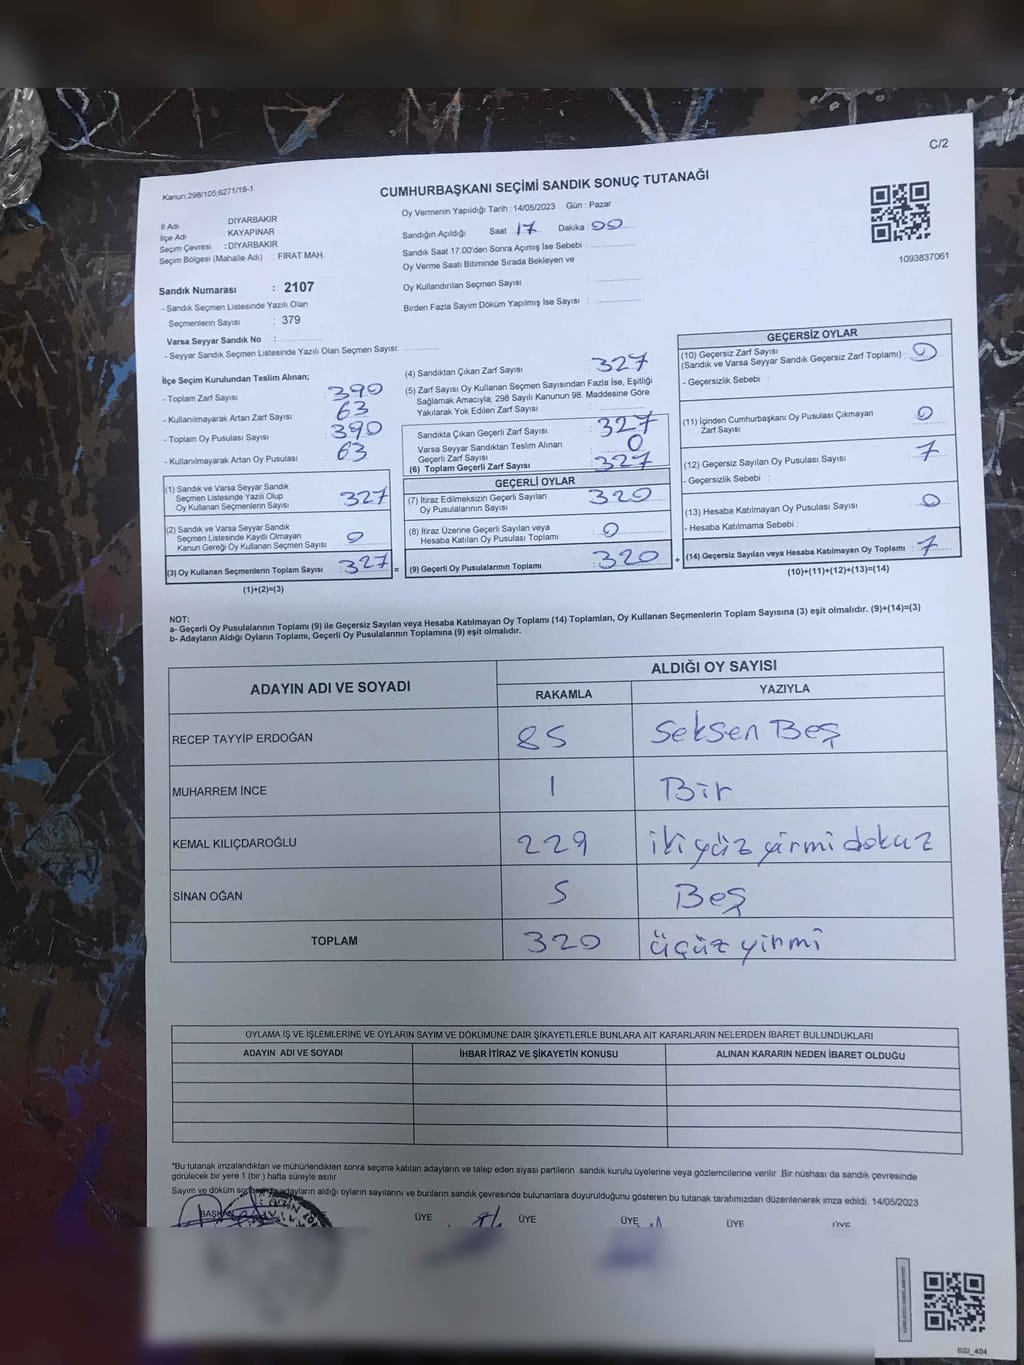 C/2
Kanun:298/105;6271/18-1
CUMHURBAŞKANI SEÇİMİ SANDIK SONUÇ TUTANAĞI
İl Adı : DİYARBAKIR
İlçe Adı : KAYAPINAR
Seçim Çevresi : DİYARBAKIR
Seçim Bölgesi (Mahalle Adı) : FIRAT MAH.
Sandık Numarası : 2107
- Sandık Seçmen Listesinde Yazılı Olan
Seçmenlerin Sayısı : 379
Varsa Seyyar Sandık No :
- Seyyar Sandık Seçmen Listesinde Yazılı Olan Seçmen Sayısı:
Oy Vermenin Yapıldığı Tarih : 14/05/2023 Gün : Pazar
Sandığın Açıldığı Saat : 17 Dakika : 00
Sandık Saat 17:00'den Sonra Açımış İse Sebebi :
Oy Verme Saati Bitiminde Sırada Bekleyen ve
Oy Kullandırılan Seçmen Sayısı :
Birden Fazla Sayım Döküm Yapılmış İse Sayısı :
1093837061
İlçe Seçim Kurulundan Teslim Alınan;
- Toplam Zarf Sayısı : 390
- Kullanılmayarak Artan Zarf Sayısı : 63
- Toplam Oy Pusulası Sayısı : 390
- Kullanılmayarak Artan Oy Pusulası : 63
(1) Sandık ve Varsa Seyyar Sandık
Seçmen Listesinde Yazılı Olup
Oy Kullanan Seçmenlerin Sayısı : 327
(2) Sandık ve Varsa Seyyar Sandık
Seçmen Listesinde Kayıtlı Olmayan
Kanun Gereği Oy Kullanan Seçmen Sayısı : 0
(3) Oy Kullanan Seçmenlerin Toplam Sayısı : 327 =
(1)+(2)=(3)
(4) Sandıktan Çıkan Zarf Sayısı : 327
(5) Zarf Sayısı Oy Kullanan Seçmen Sayısından Fazla İse, Eşitliği
Sağlamak Amacıyla, 298 Sayılı Kanunun 98. Maddesine Göre
Yakılarak Yok Edilen Zarf Sayısı :
Sandıkta Çıkan Geçerli Zarf Sayısı : 327
Varsa Seyyar Sandıktan Teslim Alınan
Geçerli Zarf Sayısı : 0
(6) Toplam Geçerli Zarf Sayısı : 327
GEÇERLİ OYLAR
(7) İtiraz Edilmeksizin Geçerli Sayılan
Oy Pusulalarının Sayısı : 320
(8) İtiraz Üzerine Geçerli Sayılan veya
Hesaba Katılan Oy Pusulası Toplamı : 0
(9) Geçerli Oy Pusulalarının Toplamı : 320 +
GEÇERSİZ OYLAR
(10) Geçersiz Zarf Sayısı
(Sandık ve Varsa Seyyar Sandık Geçersiz Zarf Toplamı) : 0
- Geçersizlik Sebebi :
(11) İçinden Cumhurbaşkanı Oy Pusulası Çıkmayan
Zarf Sayısı : 0
(12) Geçersiz Sayılan Oy Pusulası Sayısı : 7
- Geçersizlik Sebebi :
(13) Hesaba Katılmayan Oy Pusulası Sayısı : 0
- Hesaba Katılmama Sebebi :
(14) Geçersiz Sayılan veya Hesaba Katılmayan Oy Toplamı : 7
(10)+(11)+(12)+(13)=(14)
NOT:
a- Geçerli Oy Pusulalarının Toplamı (9) ile Geçersiz Sayılan veya Hesaba Katılmayan Oy Toplamı (14) Toplamları, Oy Kullanan Seçmenlerin Toplam Sayısına (3) eşit olmalıdır. (9)+(14)=(3)
b- Adayların Aldığı Oyların Toplamı, Geçerli Oy Pusulalarının Toplamına (9) eşit olmalıdır.
ADAYIN ADI VE SOYADI
ALDIĞI OY SAYISI
RAKAMLA YAZIYLA
RECEP TAYYİP ERDOĞAN 85 Seksen Beş
MUHARREM İNCE 1 Bir
KEMAL KILIÇDAROĞLU 229 ikiyüz yirmi dokuz
SİNAN OĞAN 5 Beş
TOPLAM 320 üçüz yirmi
OYLAMA İŞ VE İŞLEMLERİNE VE OYLARIN SAYIM VE DÖKÜMÜNE DAİR ŞİKAYETLERLE BUNLARA AİT KARARLARIN NELERDEN İBARET BULUNDUKLARI
ADAYIN ADI VE SOYADI İHBAR İTİRAZ VE ŞİKAYETİN KONUSU ALINAN KARARIN NEDEN İBARET OLDUĞU
*Bu tutanak imzalandıktan ve mühürlendikten sonra seçime katılan adayların ve talep eden siyasi partilerin sandık kurulu üyelerine veya gözlemcilerine verilir .Bir nüshası da sandık çevresinde
görülecek bir yere 1 (bir ) hafta süreyle asılır
Sayım ve döküm adayların aldığı oyların sayılarını ve bunların sandık çevresinde bulunanlara duyurulduğunu gösteren bu tutanak tarafımızdan düzenlenerek imza edildi. 14/05/2023
BAŞKAN ÜYE ÜYE ÜYE ÜYE ÜYE